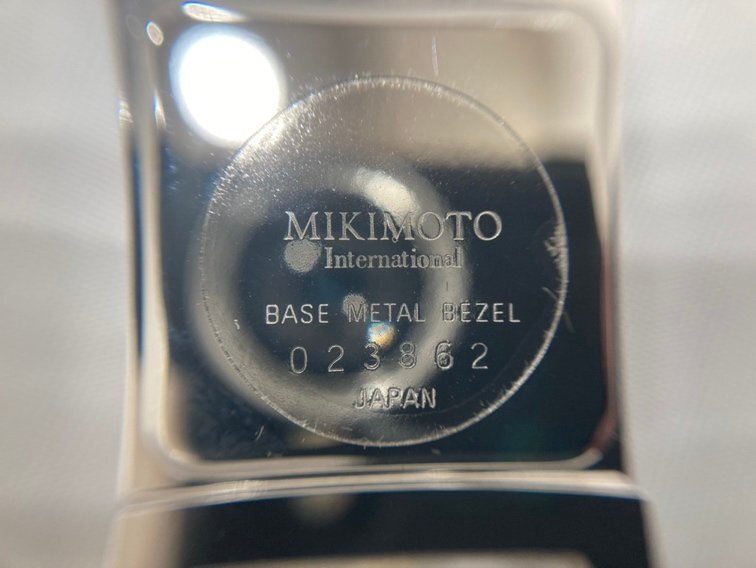 MIKIMOTO
International
BASE METAL BEZEL
023862
JAPAN